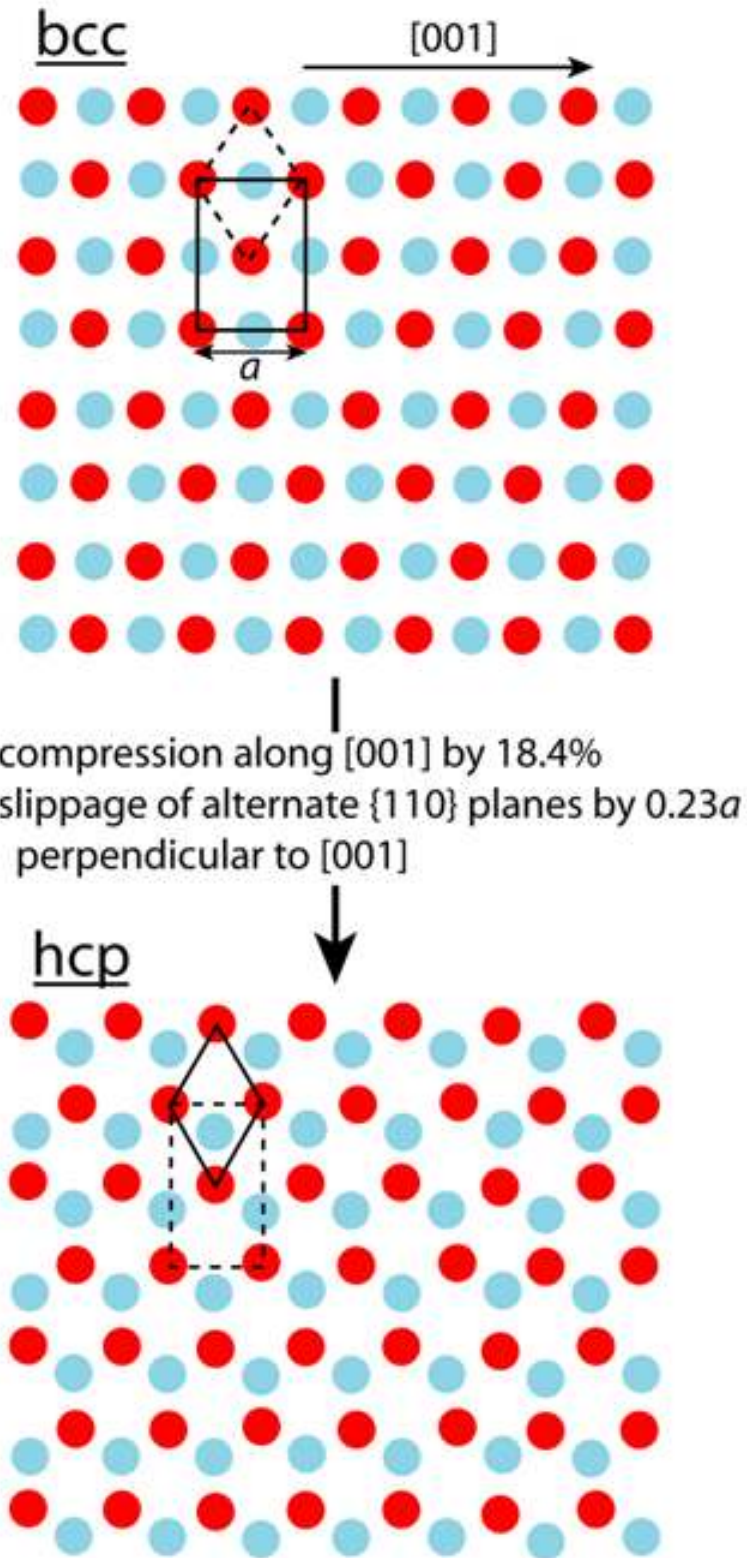 bcc
[001]
a
compression along [001] by 18.4%
slippage of alternate {110} planes by 0.23a
perpendicular to [001]
hcp